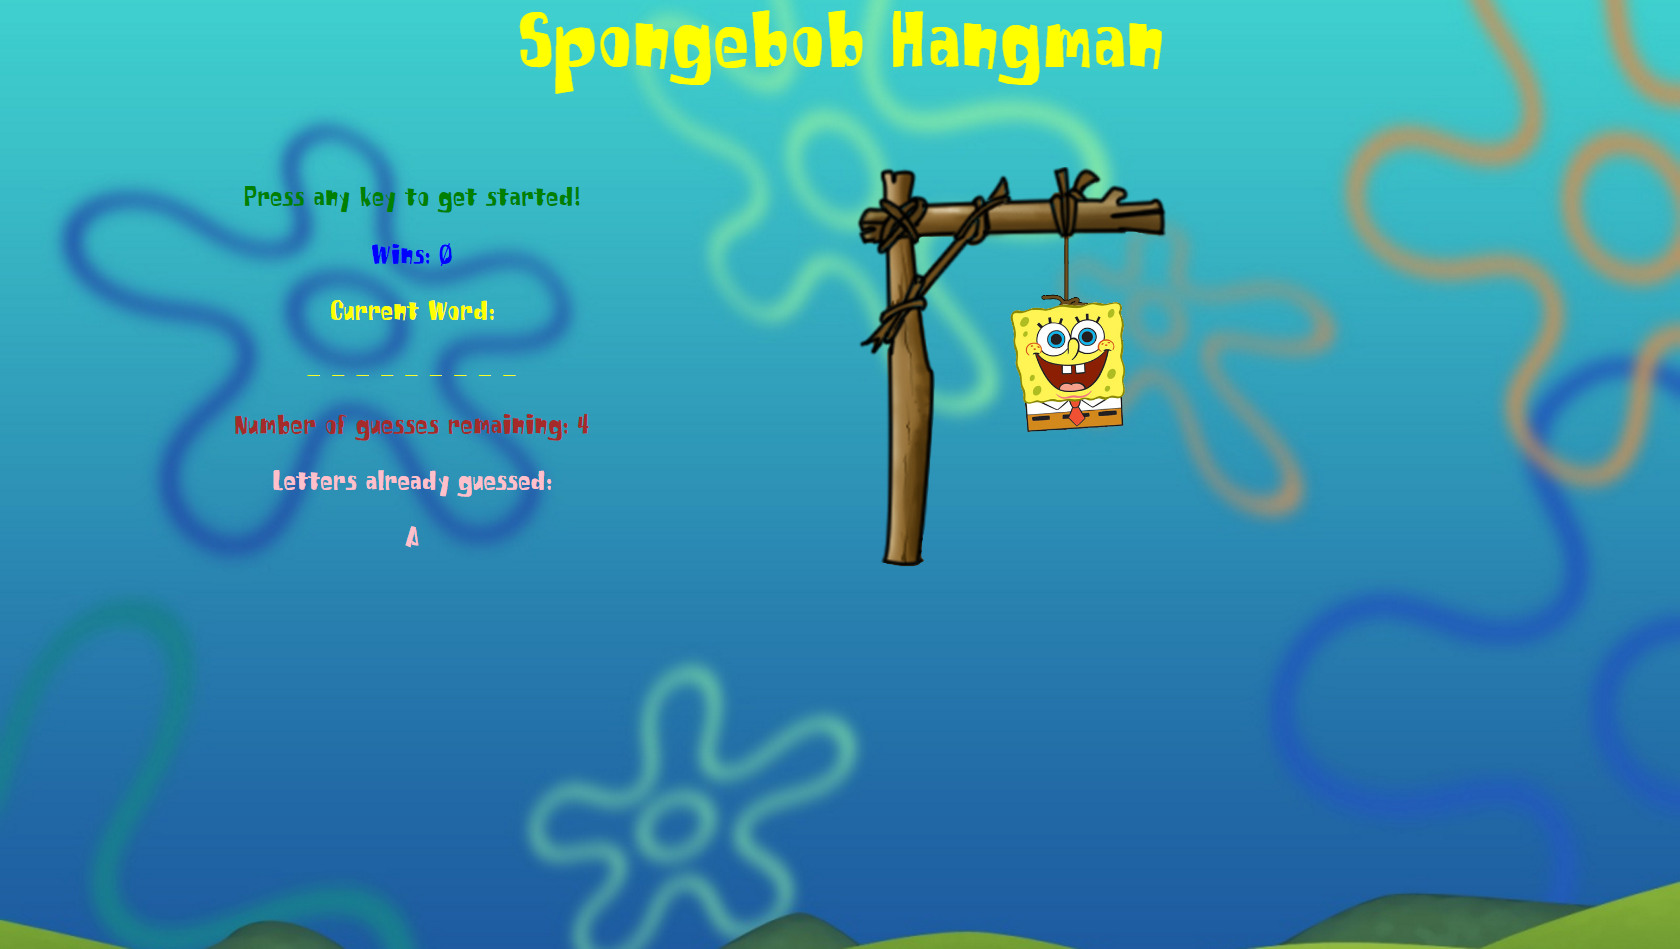 Spongebob Hangman
Press any key to get started!
Wins: 0
Current Word:
_ _ _ _ _ _ _ _ _
Number of guesses remaining: 4
Letters already guessed:
A